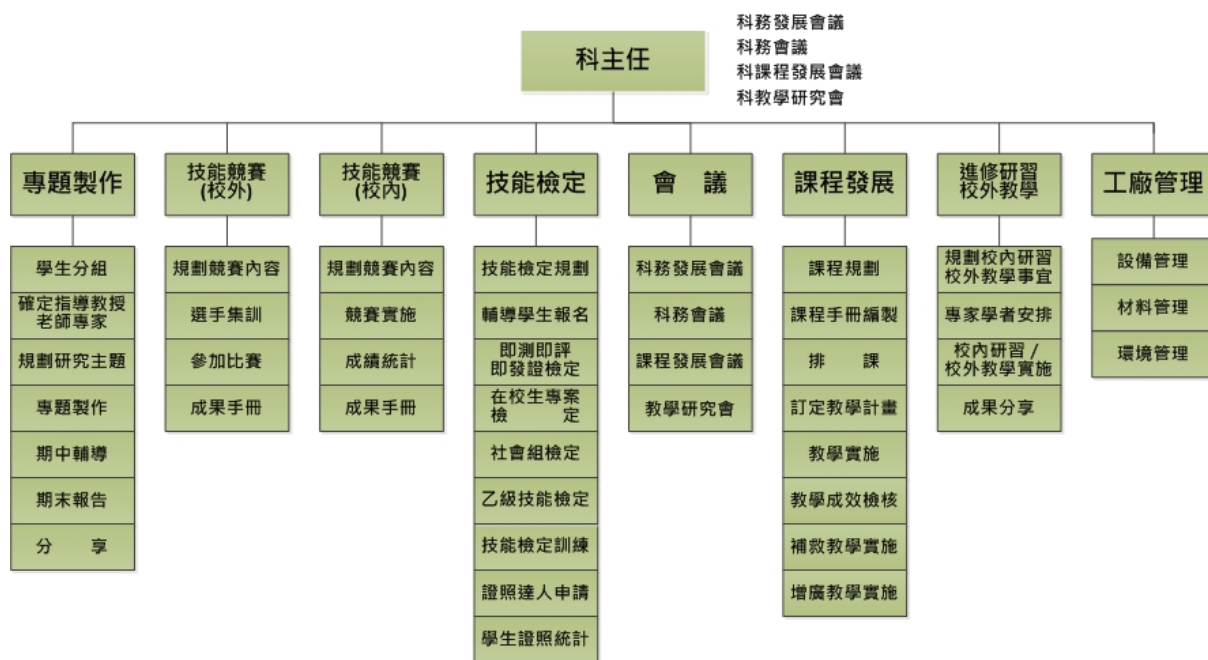 科主任
科務發展會議
科務會議
科課程發展會議
科教學研究會
專題製作
學生分組
確定指導教授
老師專家
規劃研究主題
專題製作
期中輔導
期末報告
分　　享
技能競賽
(校外)
規劃競賽內容
選手集訓
參加比賽
成果手冊
技能競賽
(校內)
規劃競賽內容
競賽實施
成績統計
成果手冊
技能檢定
技能檢定規劃
輔導學生報名
即測即評
即發證檢定
在校生專案
檢　　定
社會組檢定
乙級技能檢定
技能檢定訓練
證照達人申請
學生證照統計
會　議
科務發展會議
科務會議
課程發展會議
教學研究會
課程發展
課程規劃
課程手冊編製
排　　課
訂定教學計畫
教學實施
教學成效檢核
補救教學實施
增廣教學實施
進修研習
校外教學
規劃校內研習
校外教學事宜
專家學者安排
校內研習 /
校外教學實施
成果分享
工廠管理
設備管理
材料管理
環境管理